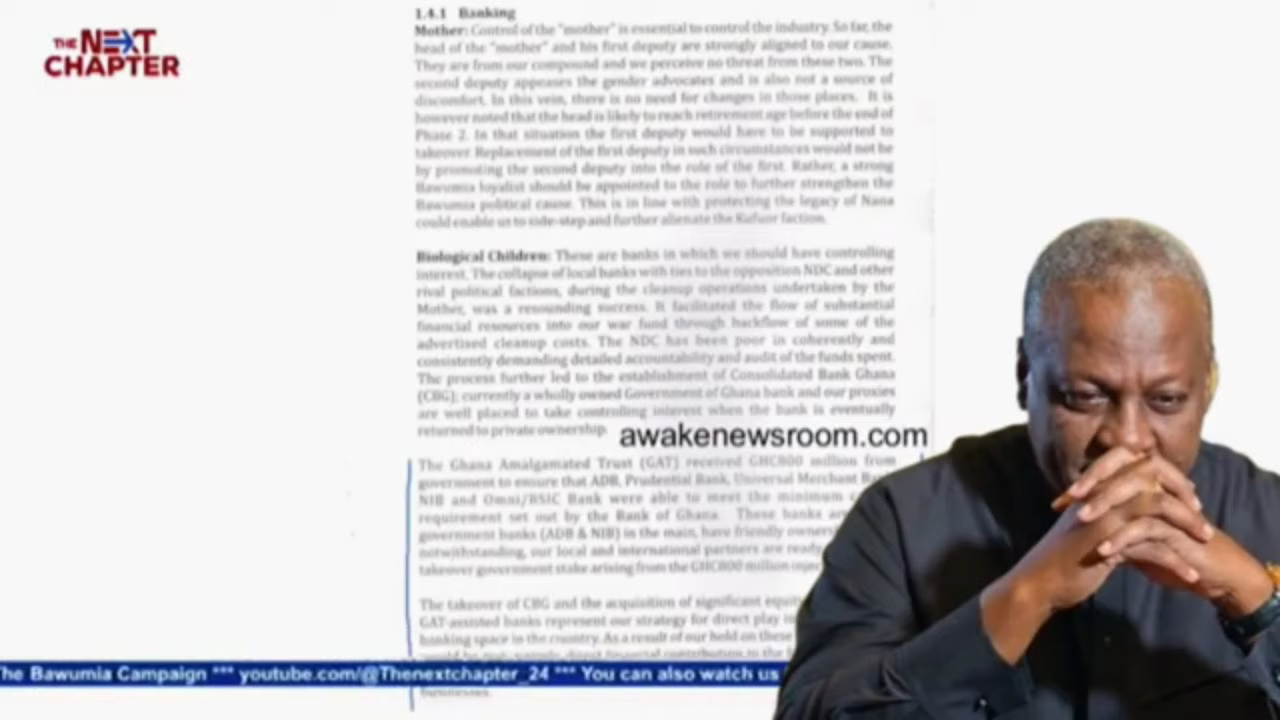 THE NEXT
CHAPTER
1.4.1 Banking
Mother: Control of the "mother" is essential to control the industry. So far, the
head of the "mother" and his first deputy are strongly aligned to our cause.
They are from our compound and we perceive no threat from these two. The
second deputy appeases the gender advocates and is also not a source of
discomfort. In this vein, there is no need for changes in those places. It is
however noted that the head is likely to reach retirement age before the end of
Phase 2. In that situation the first deputy would have to be supported to
takeover. Replacement of the first deputy in such circumstances would not be
by promoting the second deputy into the role of the first. Rather, a strong
Bawumia loyalist should be appointed to the role to further strengthen the
Bawumia political cause. This is in line with protecting the legacy of Nana
could enable us to side-step and further alienate the Kufuor faction.
Biological Children: These are banks in which we should have controlling
interest. The collapse of local banks with ties to the opposition NDC and other
rival political factions, during the cleanup operations undertaken by the
Mother, was a resounding success. It facilitated the flow of substantial
financial resources into our war fund through backflow of some of the
advertised cleanup costs. The NDC has been poor in coherently and
consistently demanding detailed accountability and audit of the funds spent.
The process further led to the establishment of Consolidated Bank Ghana
(CBG); currently a wholly owned Government of Ghana bank and our proxies
are well placed to take controlling interest when the bank is eventually
returned to private ownership.
awakenewsroom.com
The Ghana Amalgamated Trust (GAT) received GHC800 million from
government to ensure that ADB, Prudential Bank, Universal Merchant
NIB and Omni/BSIC Bank were able to meet the minimum
requirement set out by the Bank of Ghana. These banks
government banks (ADB & NIB) in the main, have friendly
notwithstanding, our local and international partners are ready
takeover government stake arising from the GHC800 million
The takeover of CBG and the acquisition of significant
GAT-assisted banks represent our strategy for direct play
banking space in the country. As a result of our hold on these
The Bawumia Campaign *** youtube.com/@Thenextchapter_24 *** You can also watch us
businesses.